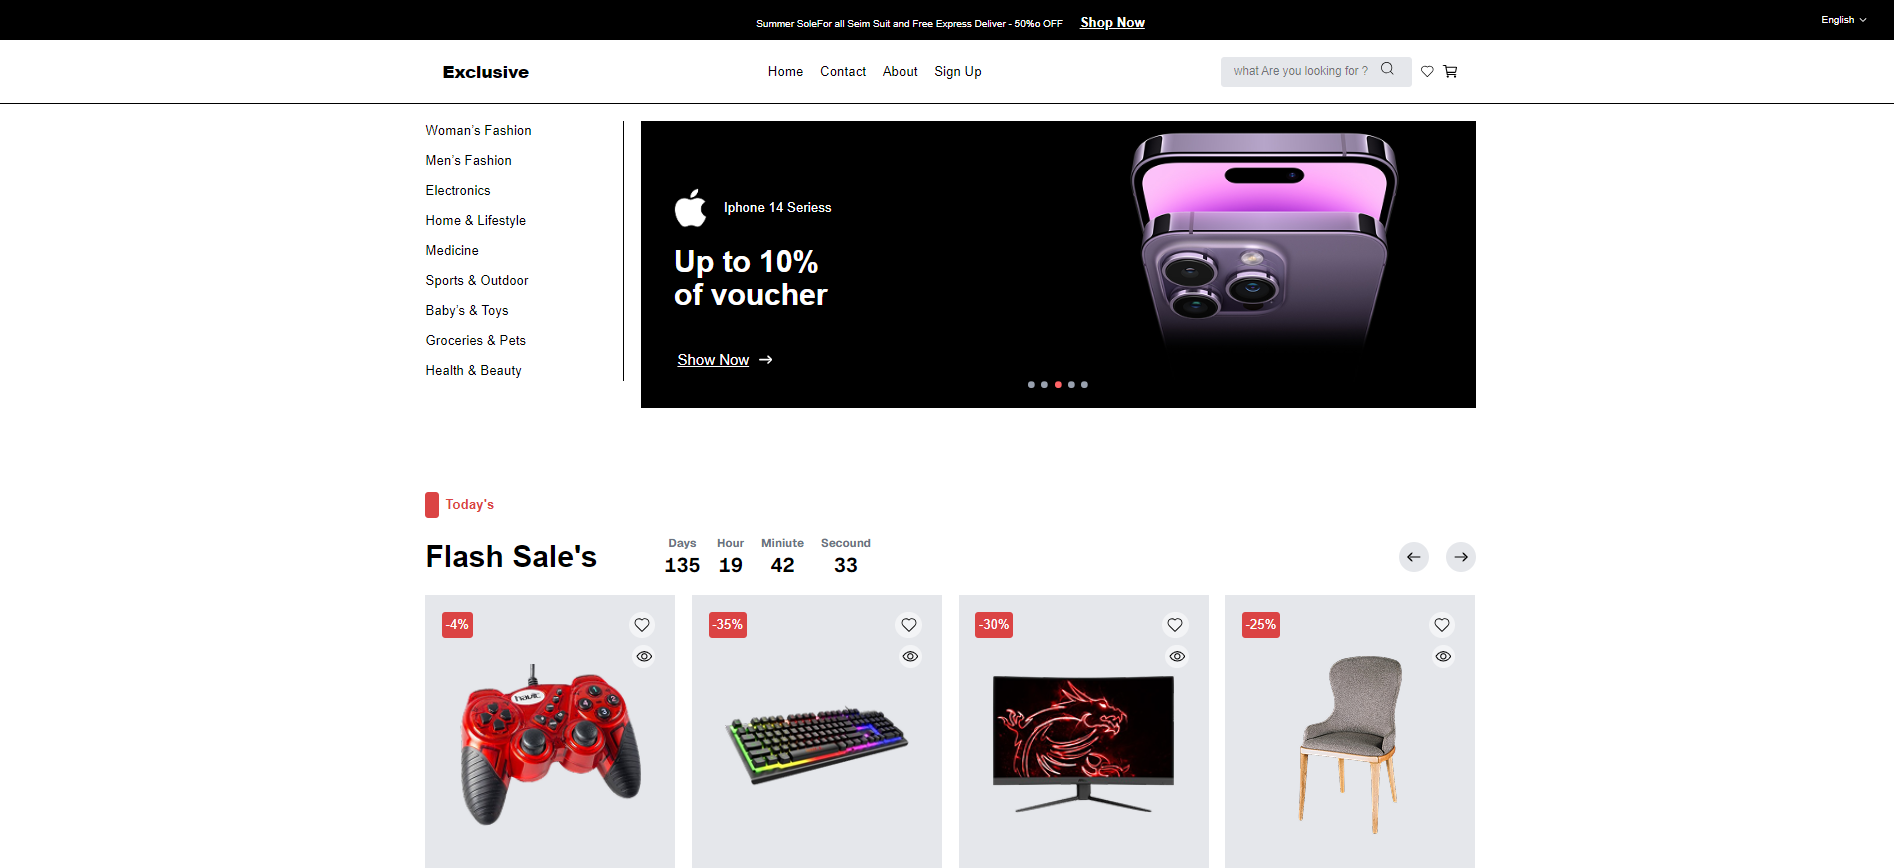 Summer SoleFor all Seim Suit and Free Express Deliver - 50%o OFF Shop Now English
Exclusive Home Contact About Sign Up what Are you looking for ?
Woman's Fashion
Men's Fashion
Electronics
Home & Lifestyle
Medicine
Sports & Outdoor
Baby's & Toys
Groceries & Pets
Health & Beauty
Iphone 14 Seriess
Up to 10%
of voucher
Show Now
Today's
Flash Sale's
Days Hour Miniute Secound
135 19 42 33
-4% -35% -30% -25%